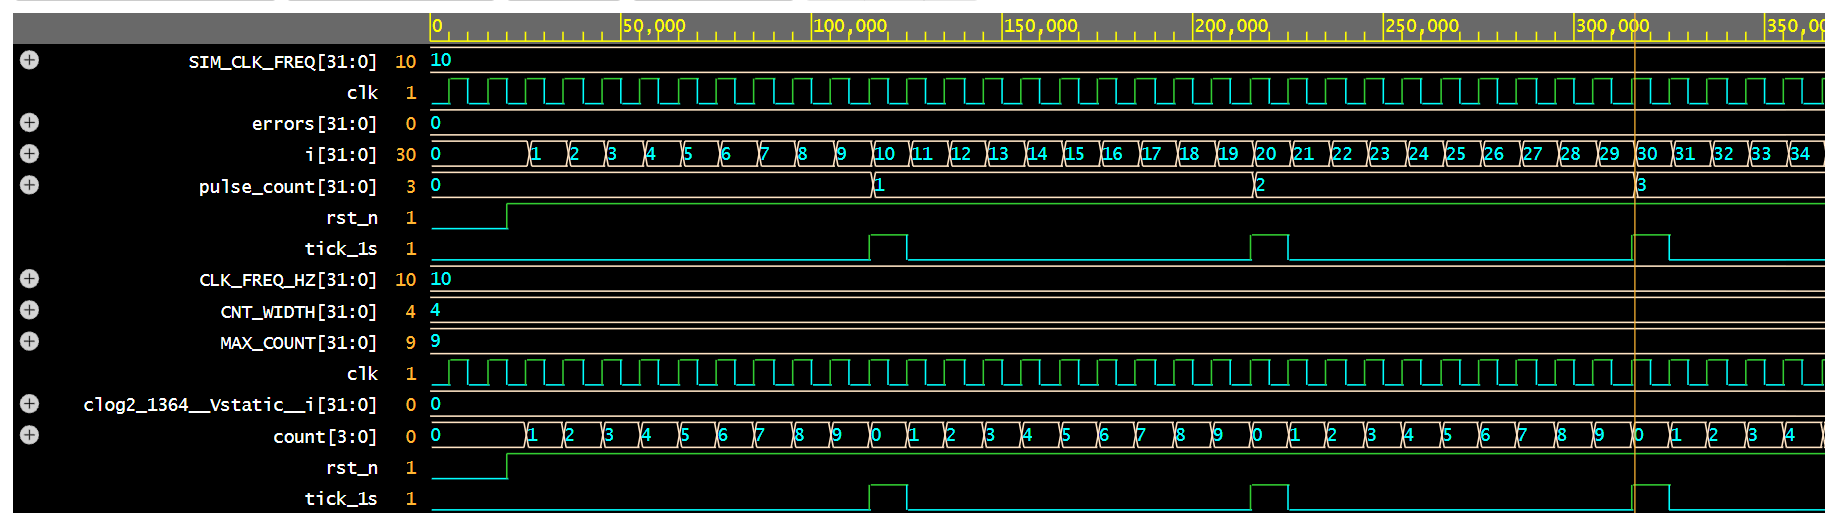 0 50,000 100,000 150,000 200,000 250,000 300,000 350,000
SIM_CLK_FREQ[31:0] 10 10
clk 1
errors[31:0] 0 0
i[31:0] 30 0 1 2 3 4 5 6 7 8 9 10 11 12 13 14 15 16 17 18 19 20 21 22 23 24 25 26 27 28 29 30 31 32 33 34
pulse_count[31:0] 3 0 1 2 3
rst_n 1
tick_1s 1
CLK_FREQ_HZ[31:0] 10 10
CNT_WIDTH[31:0] 4 4
MAX_COUNT[31:0] 9 9
clk 1
clog2_1364__Vstatic__i[31:0] 0 0
count[3:0] 0 0 1 2 3 4 5 6 7 8 9 0 1 2 3 4 5 6 7 8 9 0 1 2 3 4 5 6 7 8 9 0 1 2 3 4
rst_n 1
tick_1s 1